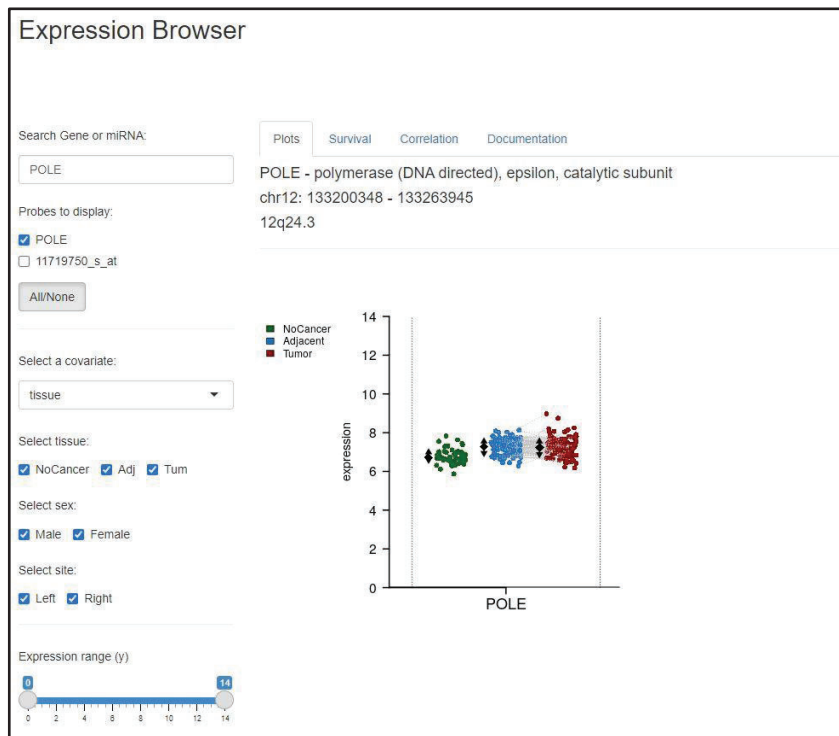 Expression Browser
Search Gene or miRNA:
POLE
Probes to display:
POLE
11719750_s_at
All/None
Select a covariate:
tissue
Select tissue:
NoCancer Adj Tum
Select sex:
Male Female
Select site:
Left Right
Expression range (y)
0 14
0 2 4 6 8 10 12 14
Plots Survival Correlation Documentation
POLE - polymerase (DNA directed), epsilon, catalytic subunit
chr12: 133200348 - 133263945
12q24.3
NoCancer
Adjacent
Tumor
expression
14
12
10
8
6
4
2
0
POLE